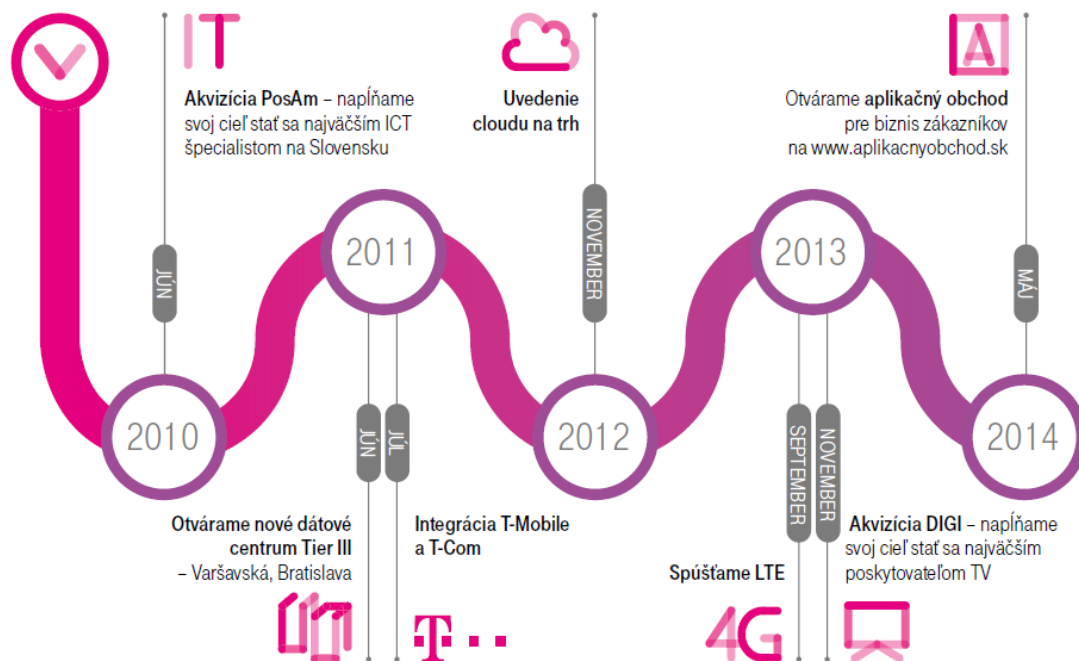 IT
Akvizícia PosAm – napĺňame
svoj cieľ stať sa najväčším ICT
špecialistom na Slovensku
JÚN
2010
Otvárame nové dátové
centrum Tier III
– Varšavská, Bratislava
JÚN
2011
JÚL
Integrácia T-Mobile
a T-Com
T
Uvedenie
cloudu na trh
NOVEMBER
2012
Spúšťame LTE
4G
SEPTEMBER
2013
NOVEMBER
Akvizícia DIGI – napĺňame
svoj cieľ stať sa najväčším
poskytovateľom TV
A
Otvárame aplikačný obchod
pre biznis zákazníkov
na www.aplikacnyobchod.sk
MÁJ
2014